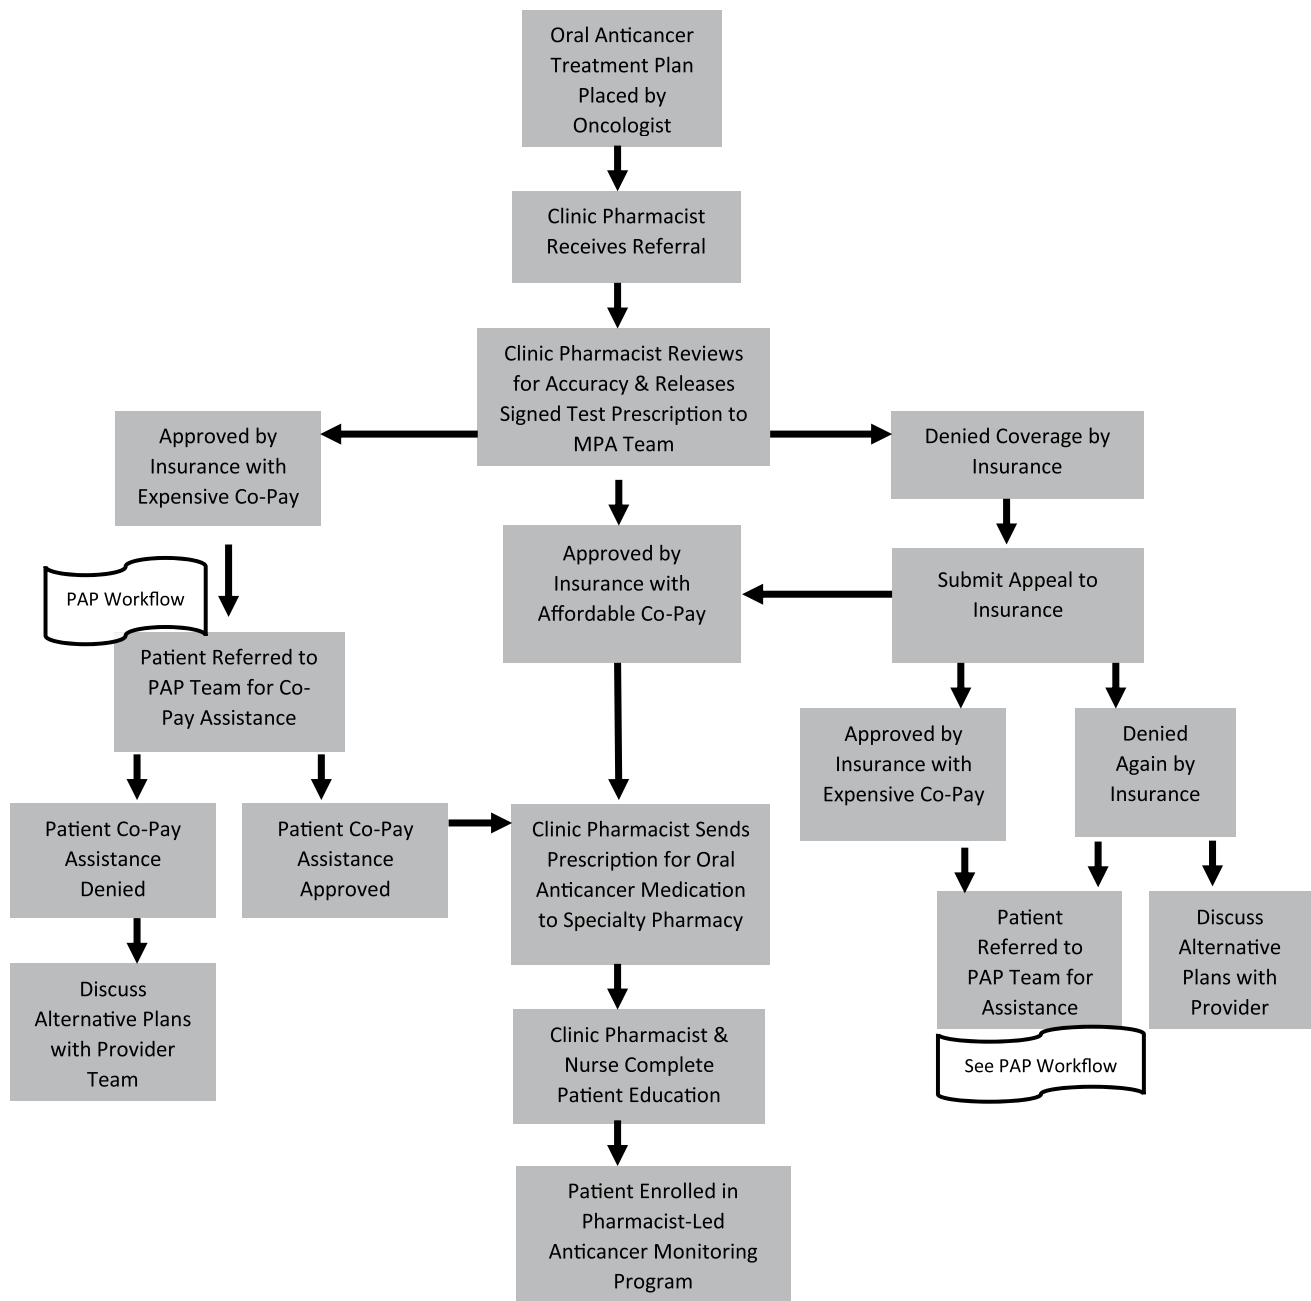 Oral Anticancer
Treatment Plan
Placed by
Oncologist
Clinic Pharmacist
Receives Referral
Clinic Pharmacist Reviews
for Accuracy & Releases
Signed Test Prescription to
MPA Team
Approved by
Insurance with
Expensive Co-Pay
Denied Coverage by
Insurance
Approved by
Insurance with
Affordable Co-Pay
Submit Appeal to
Insurance
PAP Workflow
Patient Referred to
PAP Team for Co-
Pay Assistance
Approved by
Insurance with
Expensive Co-Pay
Denied
Again by
Insurance
Patient Co-Pay
Assistance
Denied
Patient Co-Pay
Assistance
Approved
Clinic Pharmacist Sends
Prescription for Oral
Anticancer Medication
to Specialty Pharmacy
Patient
Referred to
PAP Team for
Assistance
Discuss
Alternative
Plans with
Provider
Discuss
Alternative Plans
with Provider
Team
Clinic Pharmacist &
Nurse Complete
Patient Education
See PAP Workflow
Patient Enrolled in
Pharmacist-Led
Anticancer Monitoring
Program